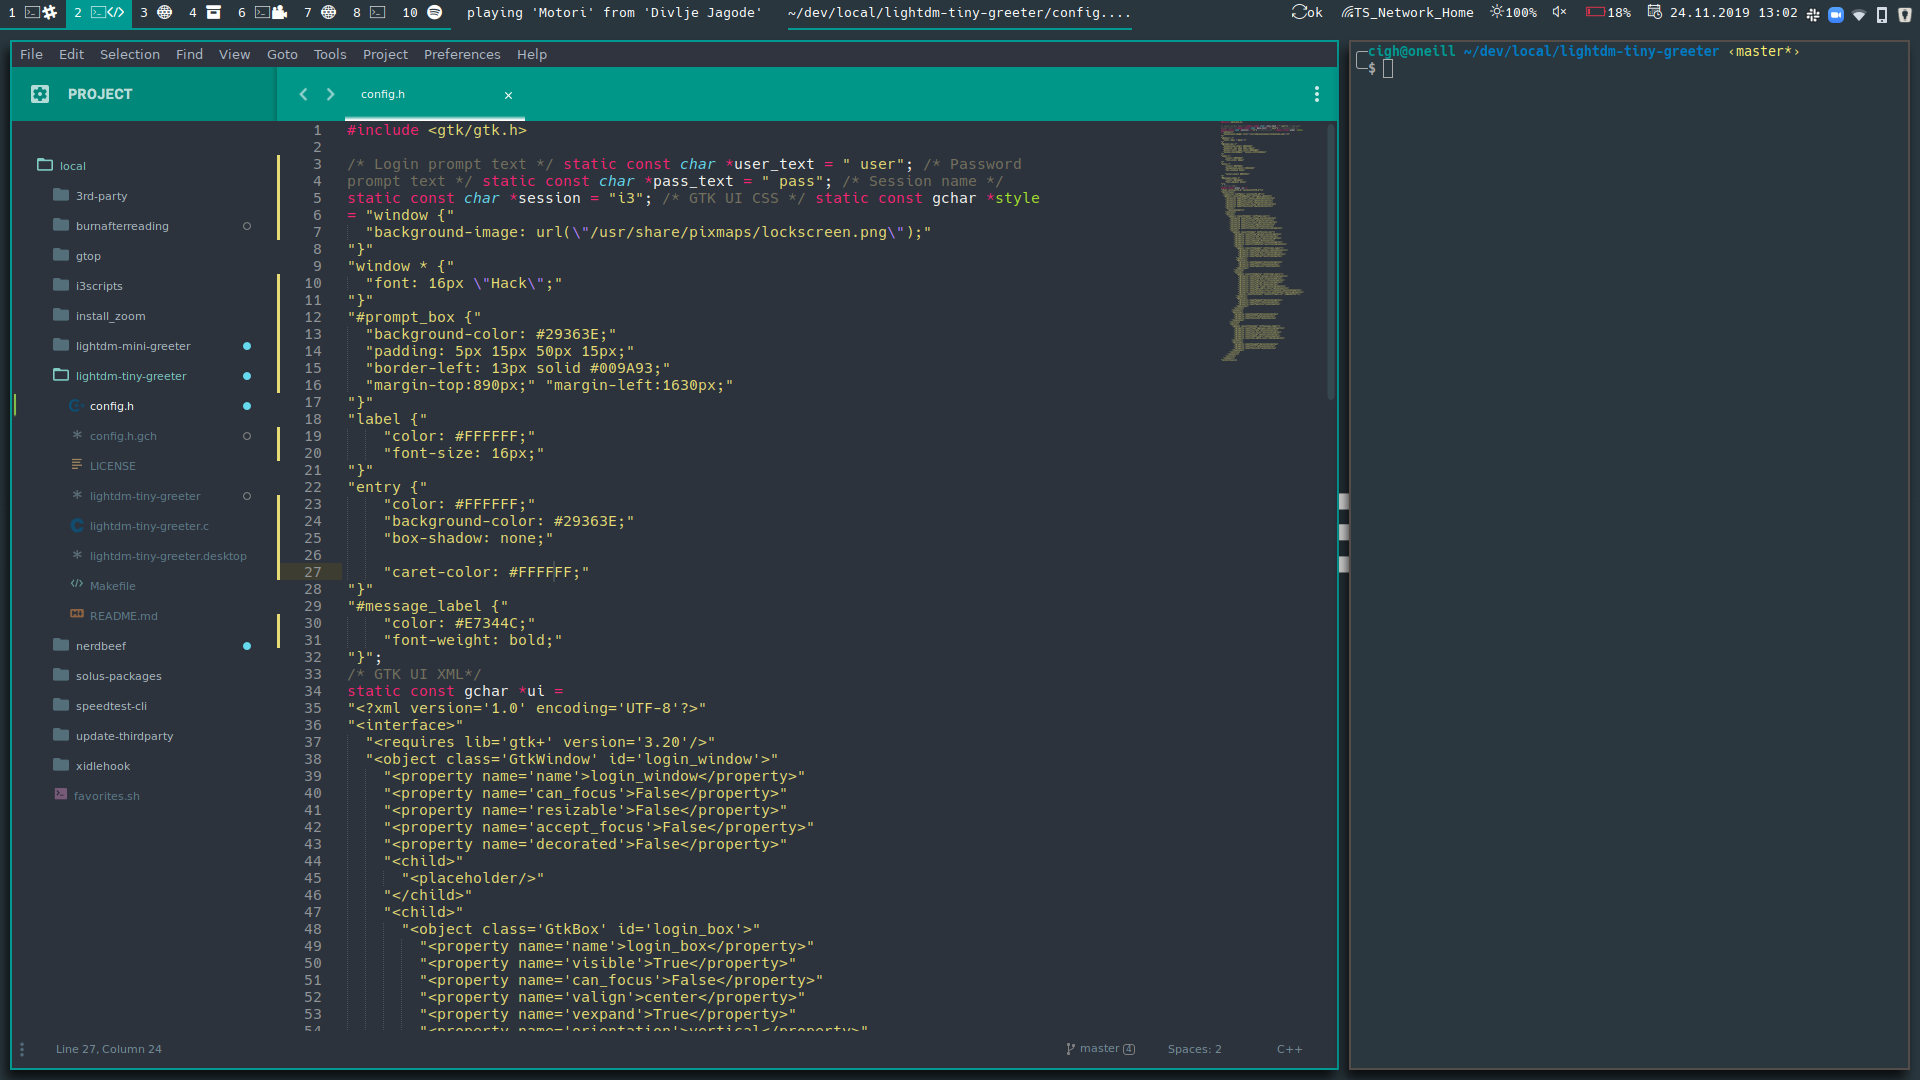 1 2 3 4 6 7 8 10 playing 'Motori' from 'Divlje Jagode' ~/dev/local/lightdm-tiny-greeter/config.... ok TS_Network_Home 100% 18% 24.11.2019 13:02
File Edit Selection Find View Goto Tools Project Preferences Help
PROJECT
config.h ×
local
3rd-party
burnafterreading
gtop
i3scripts
install_zoom
lightdm-mini-greeter
lightdm-tiny-greeter
config.h
config.h.gch
LICENSE
lightdm-tiny-greeter
lightdm-tiny-greeter.c
lightdm-tiny-greeter.desktop
Makefile
README.md
nerdbeef
solus-packages
speedtest-cli
update-thirdparty
xidlehook
favorites.sh
1 #include <gtk/gtk.h>
2
3 /* Login prompt text */ static const char *user_text = " user"; /* Password
4 prompt text */ static const char *pass_text = " pass"; /* Session name */
5 static const char *session = "i3"; /* GTK UI CSS */ static const gchar *style
6 = "window {"
7 "background-image: url(\"/usr/share/pixmaps/lockscreen.png\");"
8 "}"
9 "window * {"
10 "font: 16px \"Hack\";"
11 "}"
12 "#prompt_box {"
13 "background-color: #29363E;"
14 "padding: 5px 15px 50px 15px;"
15 "border-left: 13px solid #009A93;"
16 "margin-top:890px;" "margin-left:1630px;"
17 "}"
18 "label {"
19 "color: #FFFFFF;"
20 "font-size: 16px;"
21 "}"
22 "entry {"
23 "color: #FFFFFF;"
24 "background-color: #29363E;"
25 "box-shadow: none;"
26
27 "caret-color: #FFFFFF;"
28 "}"
29 "#message_label {"
30 "color: #E7344C;"
31 "font-weight: bold;"
32 "}";
33 /* GTK UI XML*/
34 static const gchar *ui =
35 "<?xml version='1.0' encoding='UTF-8'?>"
36 "<interface>"
37 "<requires lib='gtk+' version='3.20'/>"
38 "<object class='GtkWindow' id='login_window'>"
39 "<property name='name'>login_window</property>"
40 "<property name='can_focus'>False</property>"
41 "<property name='resizable'>False</property>"
42 "<property name='accept_focus'>False</property>"
43 "<property name='decorated'>False</property>"
44 "<child>"
45 "<placeholder/>"
46 "</child>"
47 "<child>"
48 "<object class='GtkBox' id='login_box'>"
49 "<property name='name'>login_box</property>"
50 "<property name='visible'>True</property>"
51 "<property name='can_focus'>False</property>"
52 "<property name='valign'>center</property>"
53 "<property name='vexpand'>True</property>"
54 "<property name='orientation'>vertical</property>"
Line 27, Column 24 master 4 Spaces: 2 C++
cigh@oneill ~/dev/local/lightdm-tiny-greeter ‹master*›
$